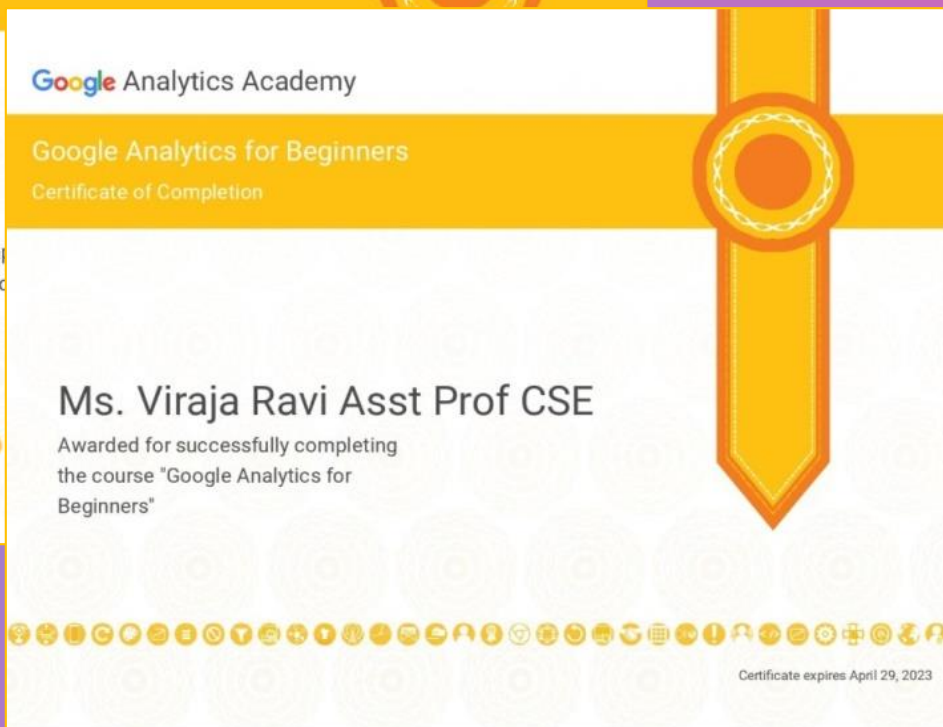 Google Analytics Academy
Google Analytics for Beginners
Certificate of Completion
Ms. Viraja Ravi Asst Prof CSE
Awarded for successfully completing
the course "Google Analytics for
Beginners"
Certificate expires April 29, 2023